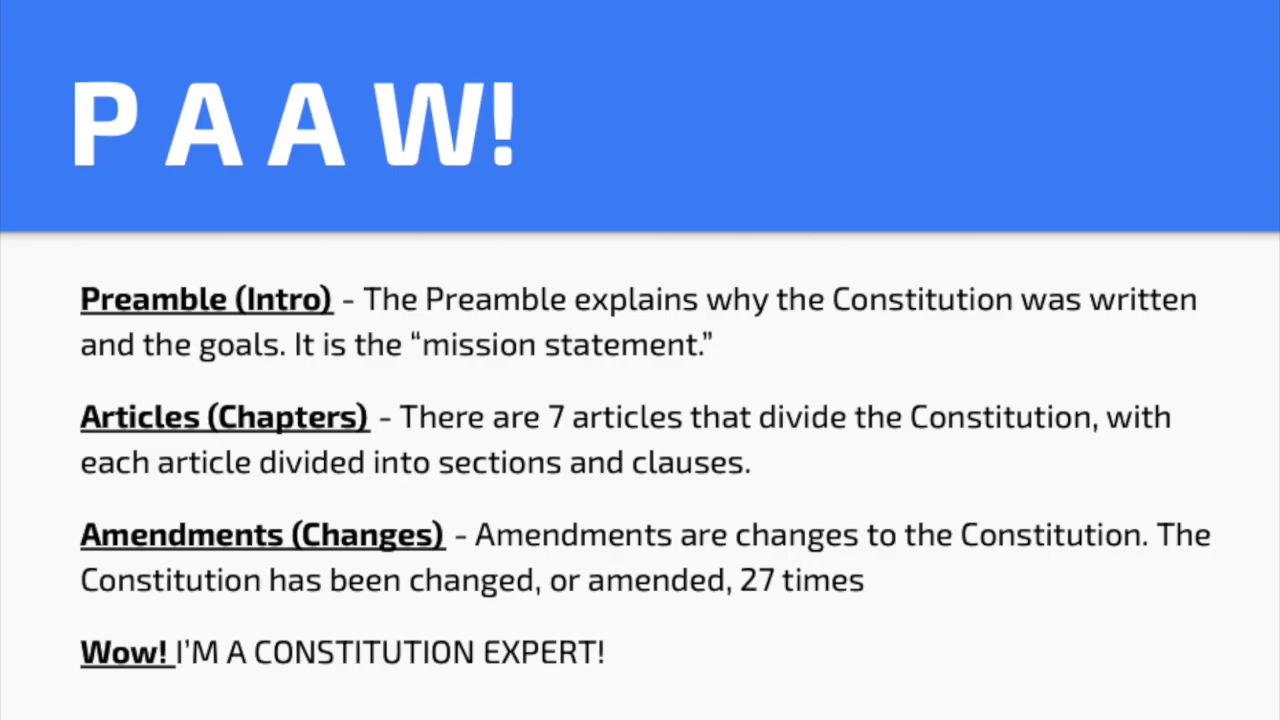 P A A W!
Preamble (Intro) - The Preamble explains why the Constitution was written
and the goals. It is the “mission statement.”
Articles (Chapters) - There are 7 articles that divide the Constitution, with
each article divided into sections and clauses.
Amendments (Changes) - Amendments are changes to the Constitution. The
Constitution has been changed, or amended, 27 times
Wow! I’M A CONSTITUTION EXPERT!